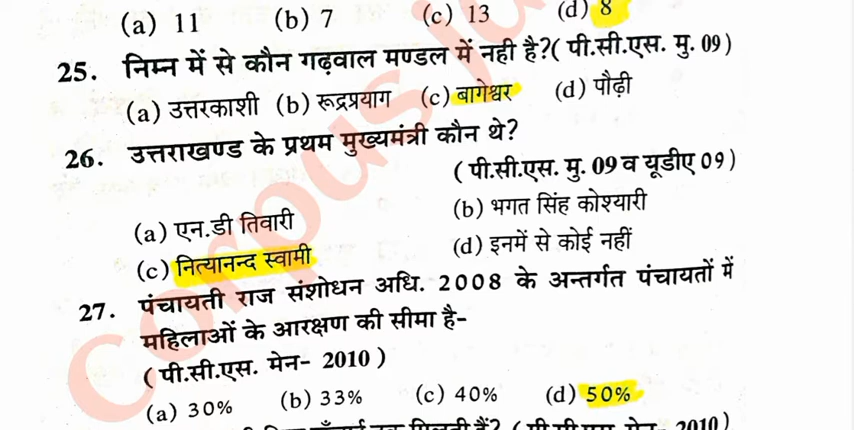 (a) 11 (b) 7 (c) 13 (d) 8
25. निम्न में से कौन गढ़वाल मण्डल में नही है?( पी.सी.एस. मु. 09)
(a) उत्तरकाशी (b) रूद्रप्रयाग (c) बागेश्वर (d) पौढ़ी
26. उत्तराखण्ड के प्रथम मुख्यमंत्री कौन थे?
( पी.सी.एस. मु. 09 व यूडीए 09)
(a) एन.डी तिवारी (b) भगत सिंह कोश्यारी
(c) नित्यानन्द स्वामी (d) इनमें से कोई नहीं
27. पंचायती राज संशोधन अधि. 2008 के अन्तर्गत पंचायतों में
महिलाओं के आरक्षण की सीमा है-
( पी.सी.एस. मेन- 2010 )
(a) 30% (b) 33% (c) 40% (d) 50%
Corpus